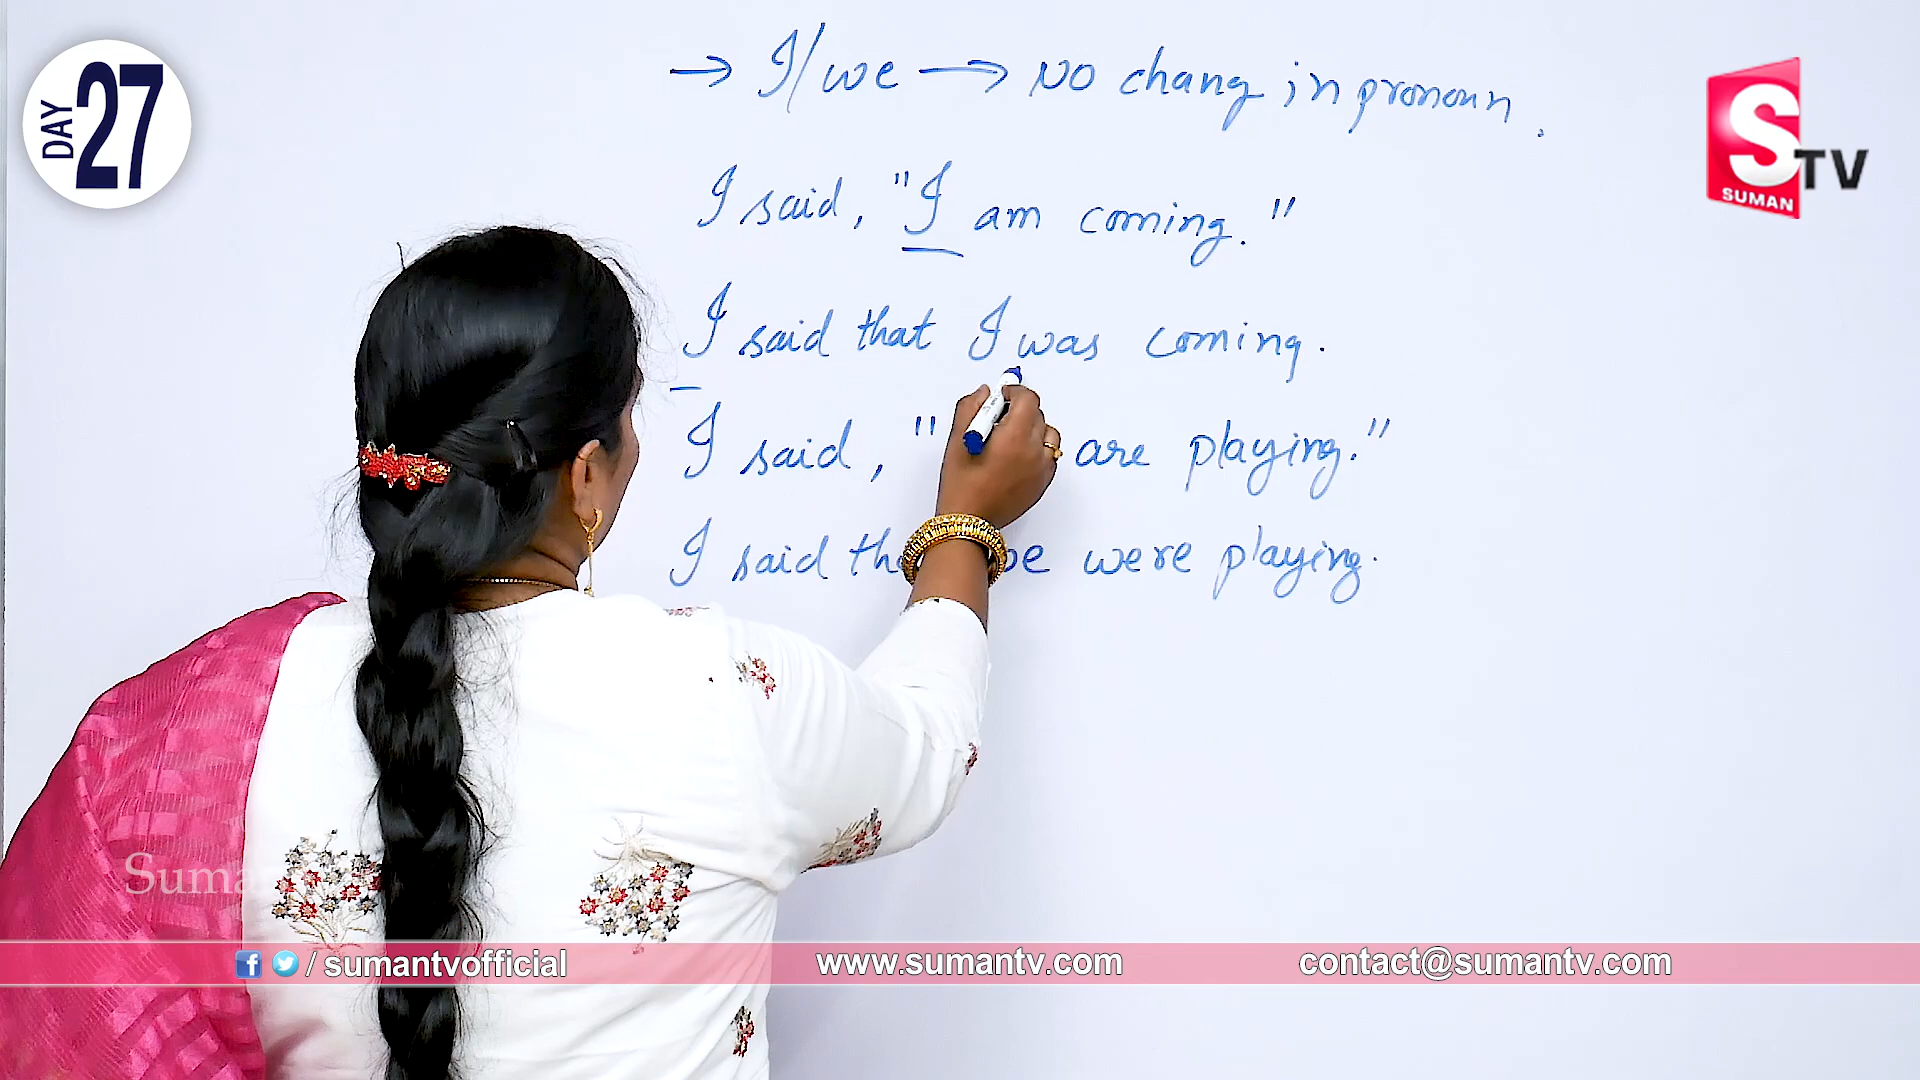 DAY 27
→ I/we → NO chang in pronoun.
S TV
SUMAN
I said, "I am coming."
I said that I was coming.
I said, " are playing."
I said were playing.
Suma
/ sumantvofficial
www.sumantv.com
contact@sumantv.com